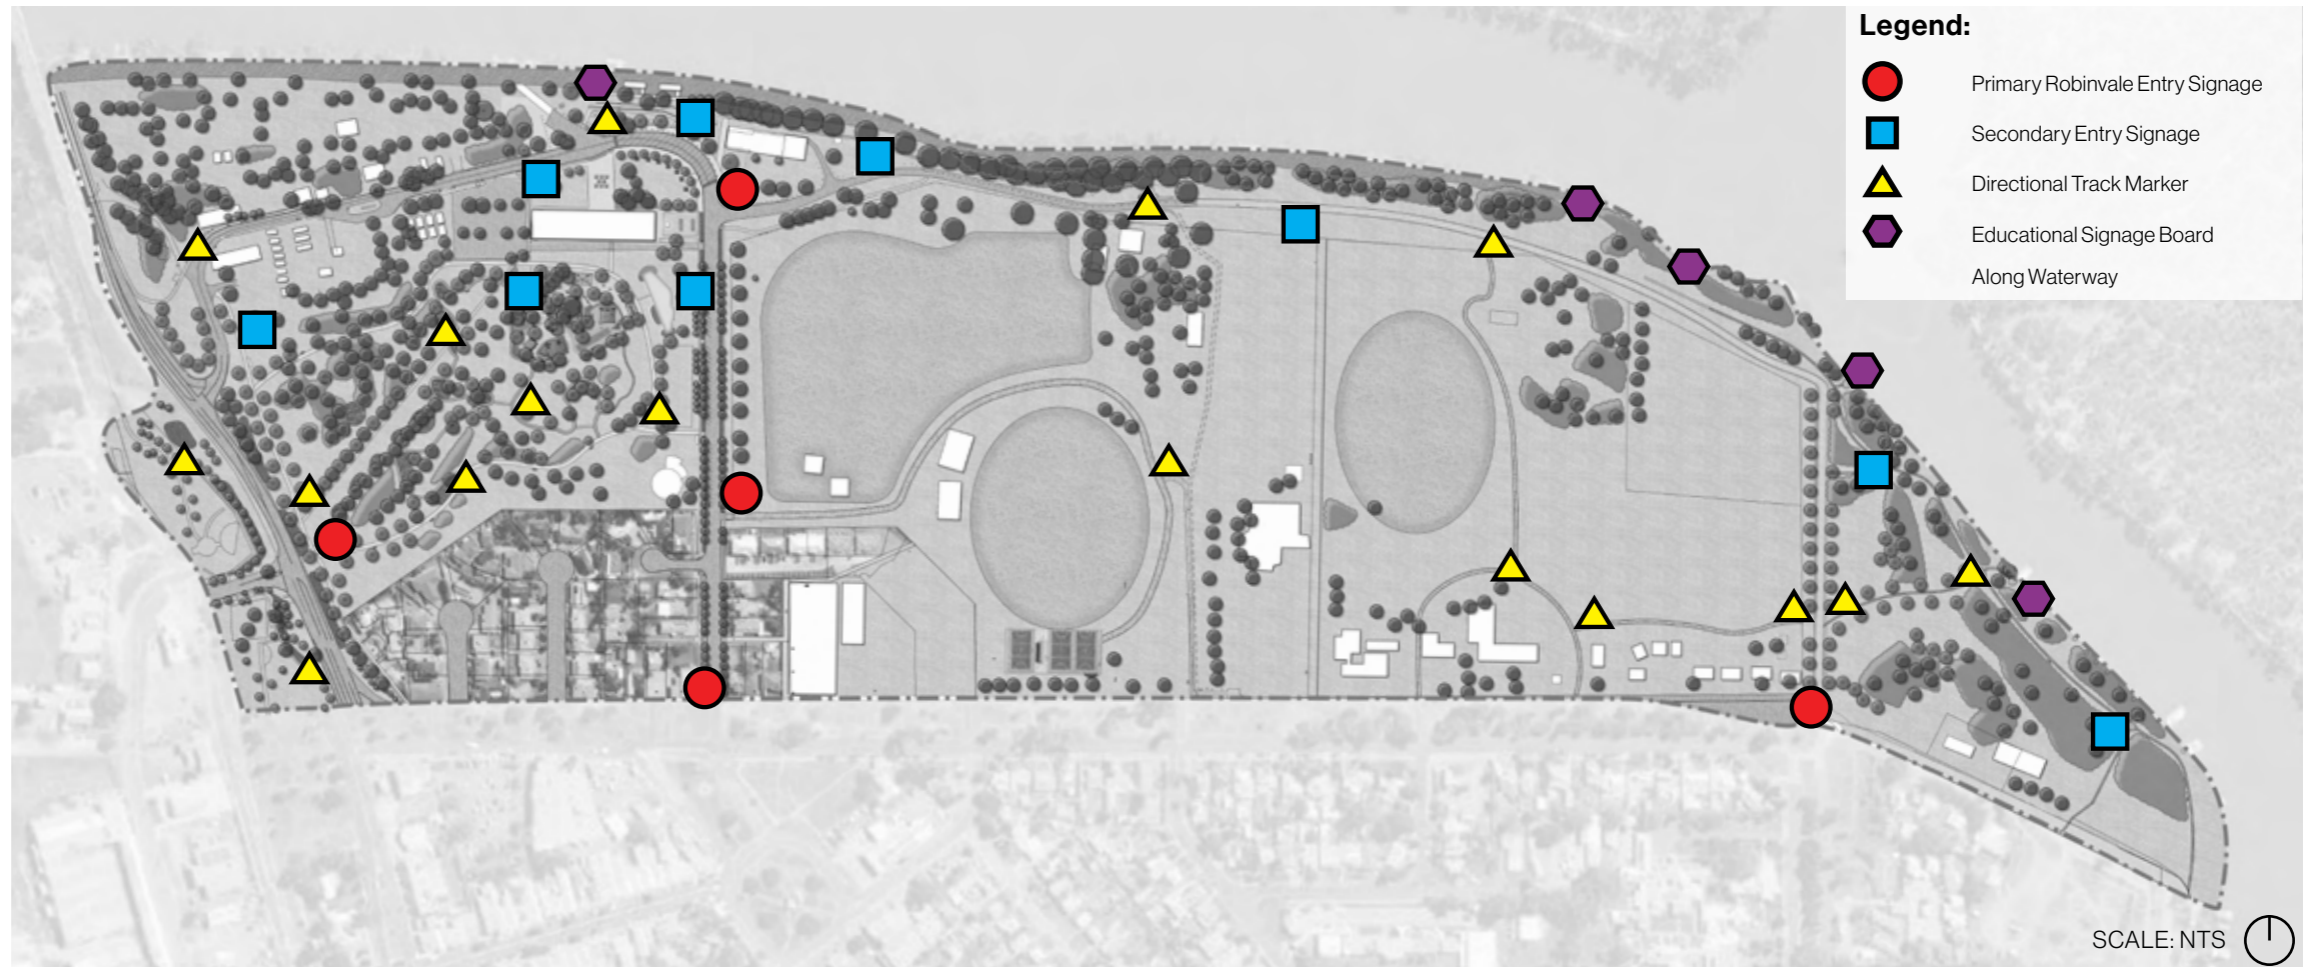 Legend:
Primary Robinvale Entry Signage
Secondary Entry Signage
Directional Track Marker
Educational Signage Board
Along Waterway
SCALE: NTS